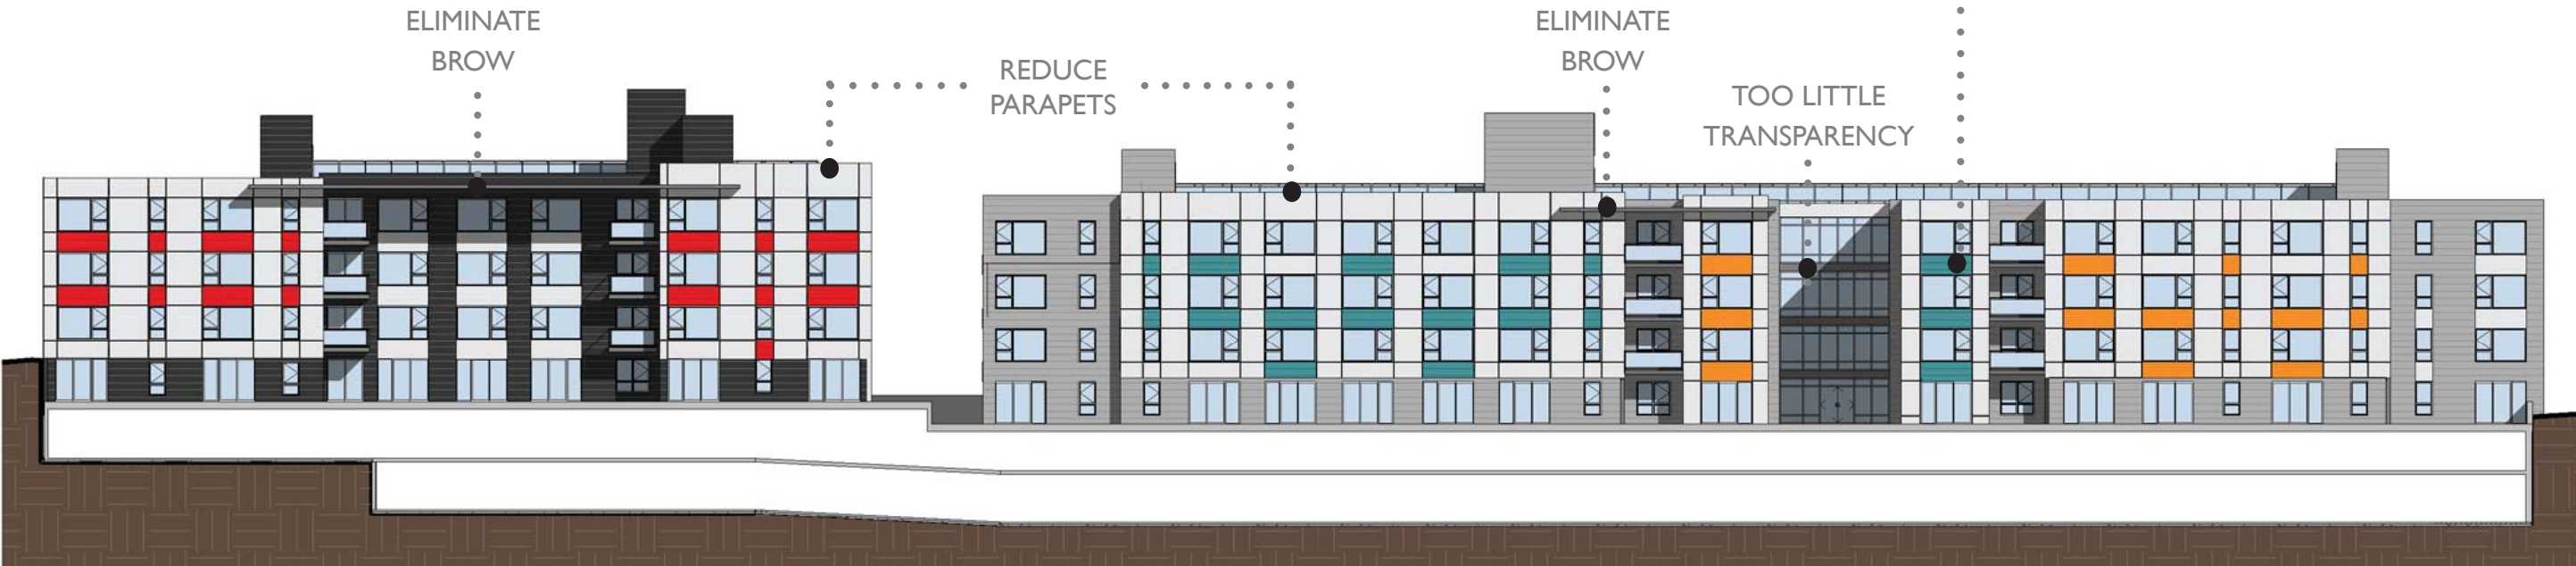 ELIMINATE
BROW
REDUCE
PARAPETS
ELIMINATE
BROW
TOO LITTLE
TRANSPARENCY